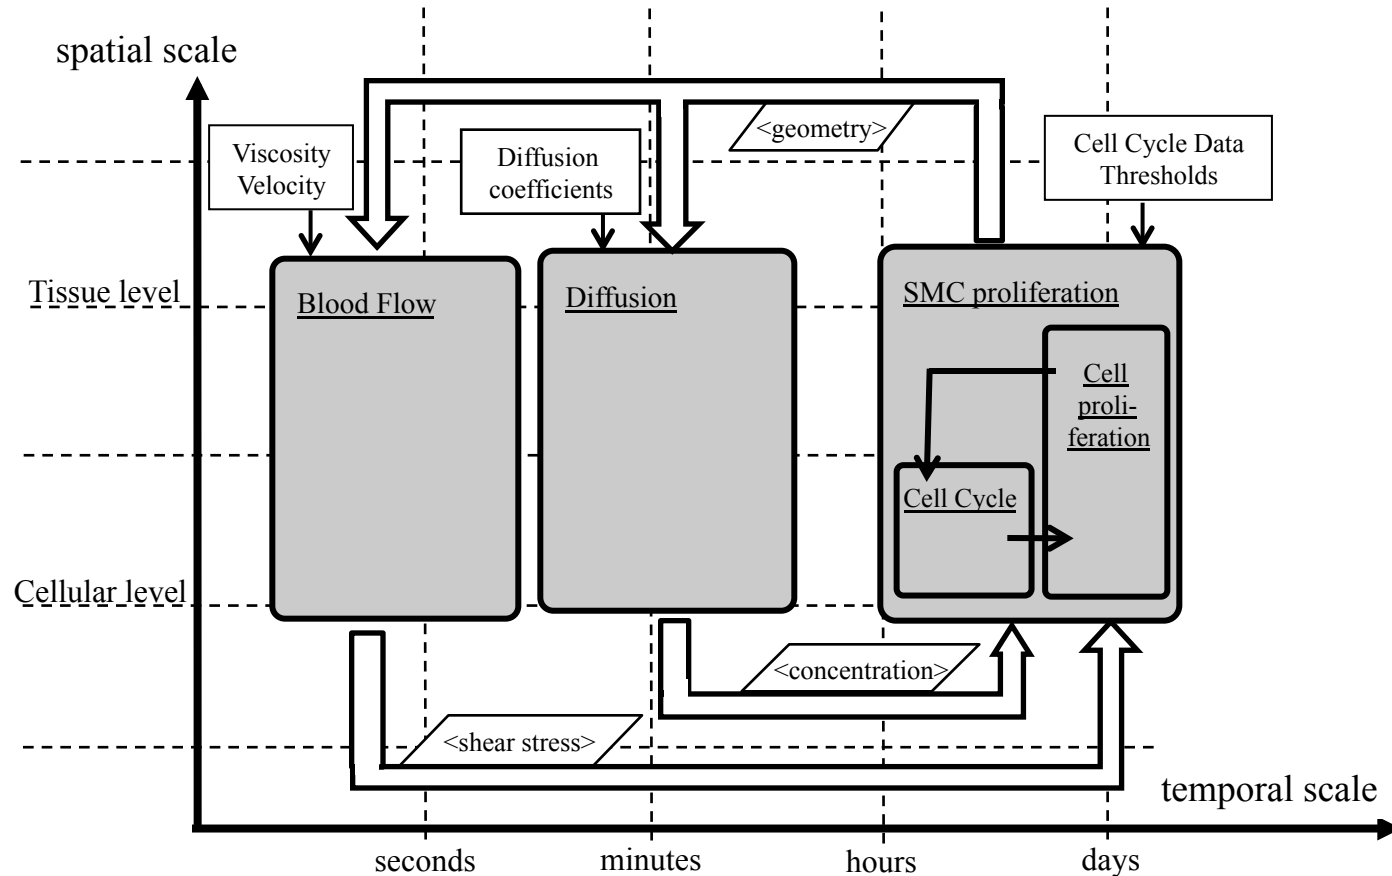 spatial scale
<geometry>
Viscosity
Velocity
Diffusion
coefficients
Cell Cycle Data
Thresholds
Tissue level
Blood Flow
Diffusion
SMC proliferation
Cell
proli-
feration
Cell Cycle
Cellular level
<concentration>
<shear stress>
temporal scale
seconds
minutes
hours
days